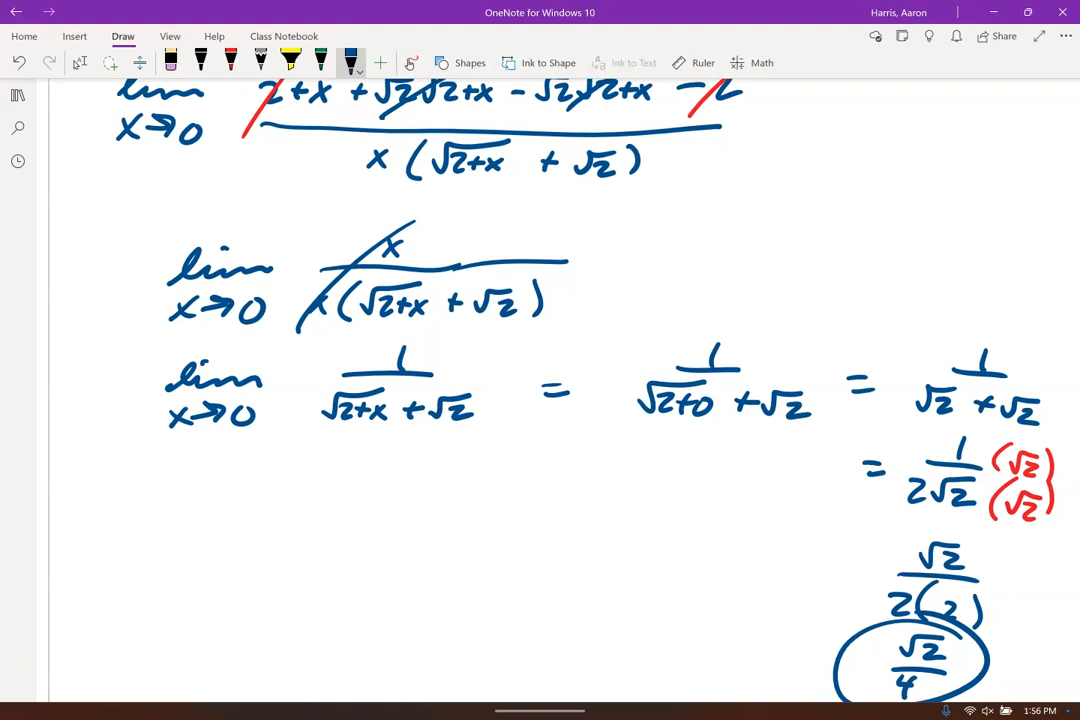 OneNote for Windows 10
Harris, Aaron
Home Insert Draw View Help Class Notebook
Share
Shapes Ink to Shape Ink to Text Ruler Math
lim x→0 (2+x + √2√2+x - √2√2+x - 2) / (x(√2+x + √2))
lim x→0 x / (x(√2+x + √2))
lim x→0 1 / (√2+x + √2) = 1 / (√2+0 + √2) = 1 / (√2 + √2)
= 1 / (2√2) (√2) / (√2)
√2 / 2(2)
√2 / 4
1:56 PM